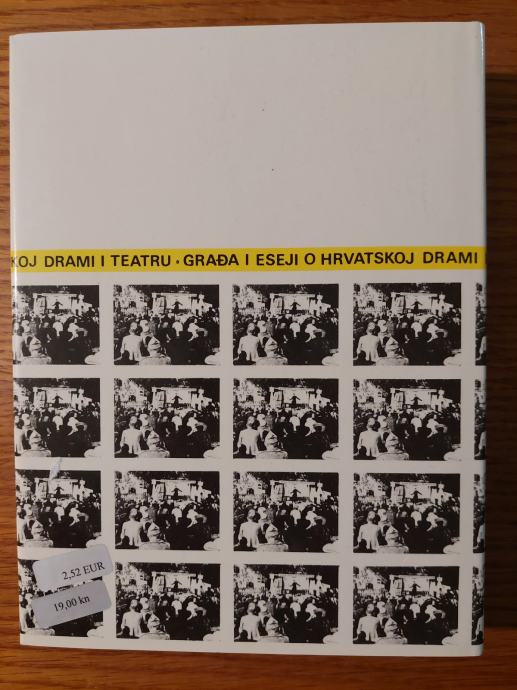 KOJ DRAMI I TEATRU • GRAĐA I ESEJI O HRVATSKOJ DRAMI I
2,52 EUR
19,00 kn